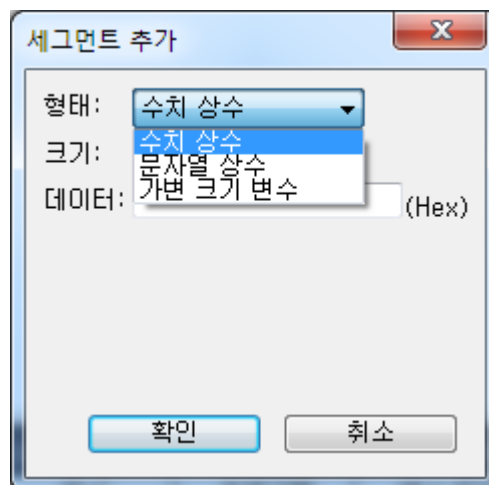 세그먼트 추가
형태: 수치 상수
수치 상수
크기:
문자열 상수
가변 크기 변수
데이터: (Hex)
확인 취소